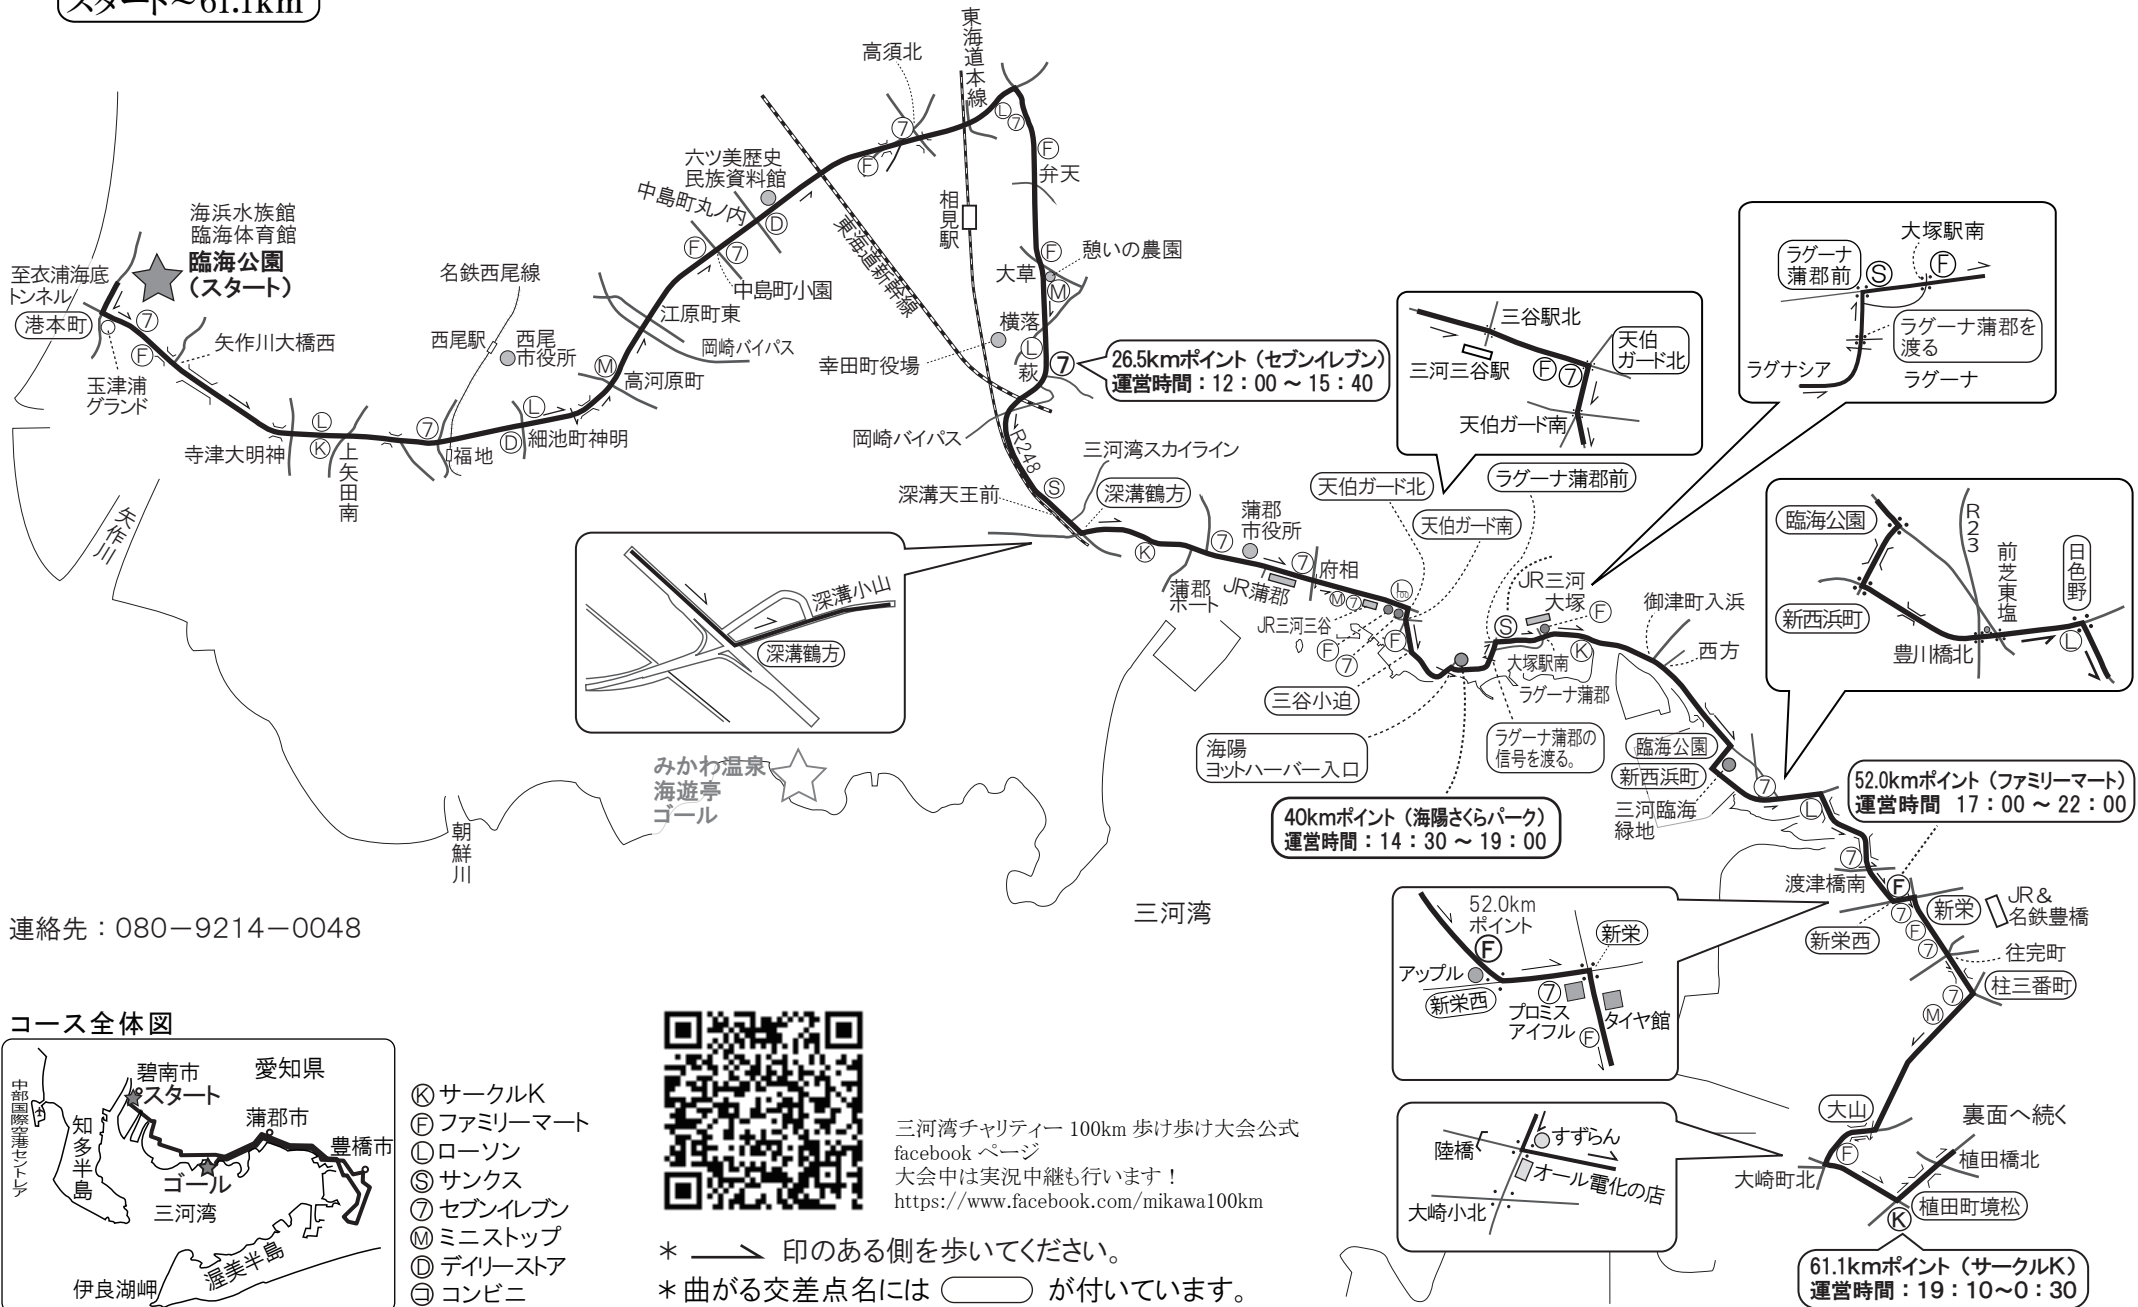 スタート～61.1km
海浜水族館
臨海体育館
臨海公園
（スタート）
至衣浦海底
トンネル
港本町
7
F
玉津浦
グランド
矢作川大橋西
寺津大明神
L
K
上矢田南
7
福地
名鉄西尾線
西尾駅
西尾
市役所
L
D
細池町神明
M
高河原町
江原町東
岡崎バイパス
中島町小園
F
7
中島町丸ノ内
D
六ツ美歴史
民族資料館
東海道新幹線
F
7
高須北
東海道本線
相見駅
L
7
F
弁天
F
憩いの農園
大草
M
横落
幸田町役場
L
萩
7
26.5kmポイント（セブンイレブン）
運営時間：12：00～15：40
岡崎バイパス
R248
S
三河湾スカイライン
深溝天王前
深溝鶴方
深溝小山
深溝鶴方
K
蒲郡
ボート
7
蒲郡
市役所
JR蒲郡
7
府相
M
7
JR三河三谷
F
7
L
F
天伯ガード北
天伯ガード南
三谷小迫
三谷駅北
三河三谷駅
F
7
天伯
ガード北
天伯ガード南
ラグーナ蒲郡前
S
JR三河
大塚
F
大塚駅南
K
ラグーナ蒲郡
海陽
ヨットハーバー入口
ラグーナ蒲郡の
信号を渡る。
40kmポイント（海陽さくらパーク）
運営時間：14：30～19：00
大塚駅南
ラグーナ
蒲郡前
S
F
ラグーナ蒲郡を
渡る
ラグナシア
ラグーナ
御津町入浜
西方
臨海公園
新西浜町
三河臨海
緑地
7
L
臨海公園
R23
前芝東塩
日色野
新西浜町
豊川橋北
L
52.0kmポイント（ファミリーマート）
運営時間 17：00～22：00
7
渡津橋南
F
7
新栄
新栄西
JR＆
名鉄豊橋
F
7
住完町
柱三番町
7
M
52.0km
ポイント
F
アップル
新栄西
新栄
7
プロミス
アイフル
タイヤ館
F
陸橋
すずらん
オール電化の店
大崎小北
大山
裏面へ続く
F
大崎町北
植田橋北
植田町境松
K
61.1kmポイント（サークルK）
運営時間：19：10～0：30
みかわ温泉
海遊亭
ゴール
矢作川
朝鮮川
三河湾
連絡先：080－9214－0048
コース全体図
碧南市
スタート
愛知県
中部国際空港セントレア
知多半島
蒲郡市
豊橋市
ゴール
三河湾
渥美半島
伊良湖岬
Kサークルk
Fファミリーマート
Lローソン
Sサンクス
7セブンイレブン
Mミニストップ
Dデイリーストア
コ コンビニ
三河湾チャリティー 100km 歩け歩け大会公式
facebook ページ
大会中は実況中継も行います！
https://www.facebook.com/mikawa100km
＊ 印のある側を歩いてください。
＊曲がる交差点名には が付いています。